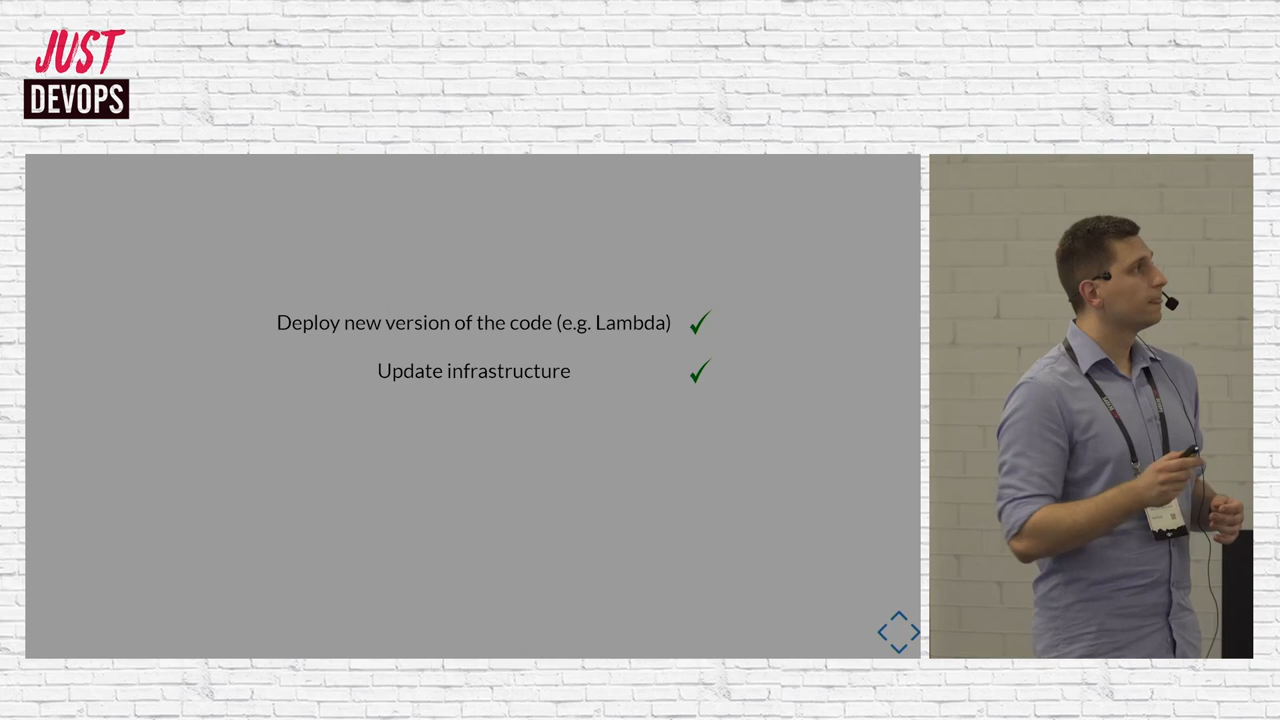 JUST
DEVOPS
Deploy new version of the code (e.g. Lambda)
Update infrastructure